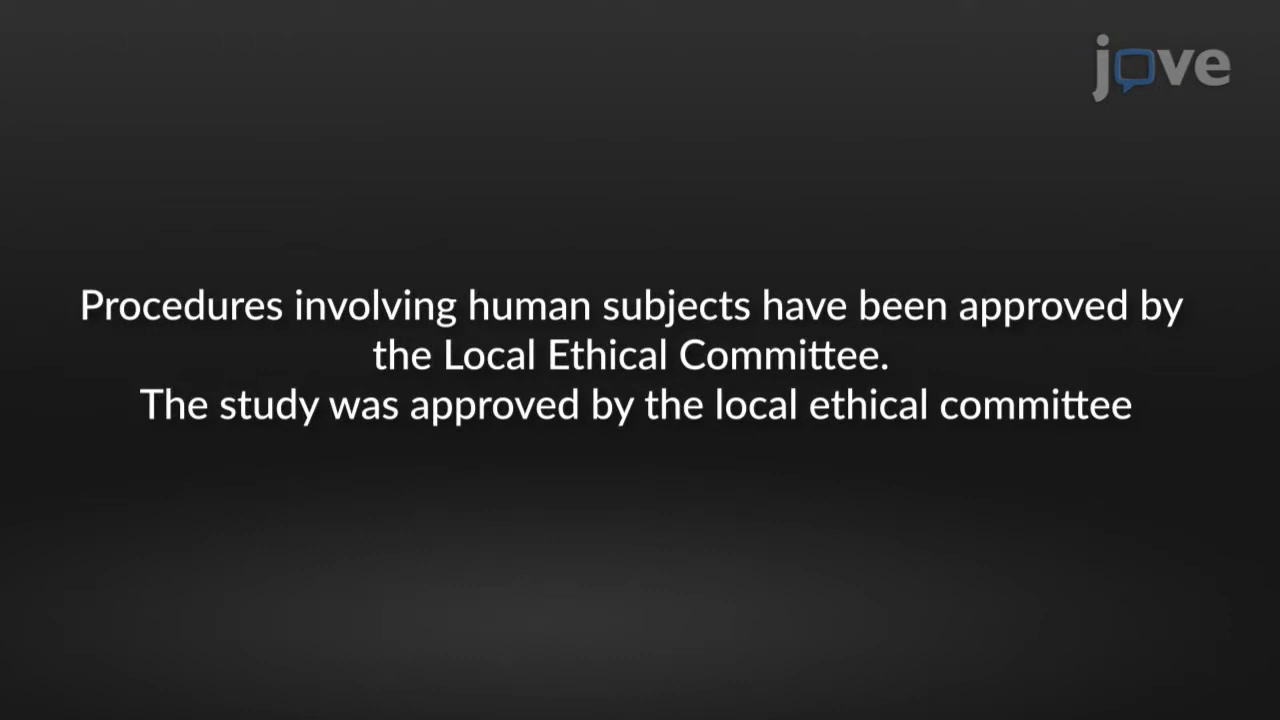 jove
Procedures involving human subjects have been approved by
the Local Ethical Committee.
The study was approved by the local ethical committee